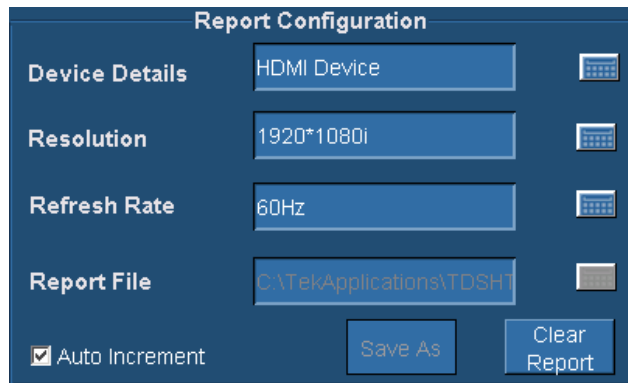 Report Configuration
Device Details
HDMI Device
Resolution
1920*1080i
Refresh Rate
60Hz
Report File
C:\TekApplications\TDSHT
Auto Increment
Save As
Clear
Report